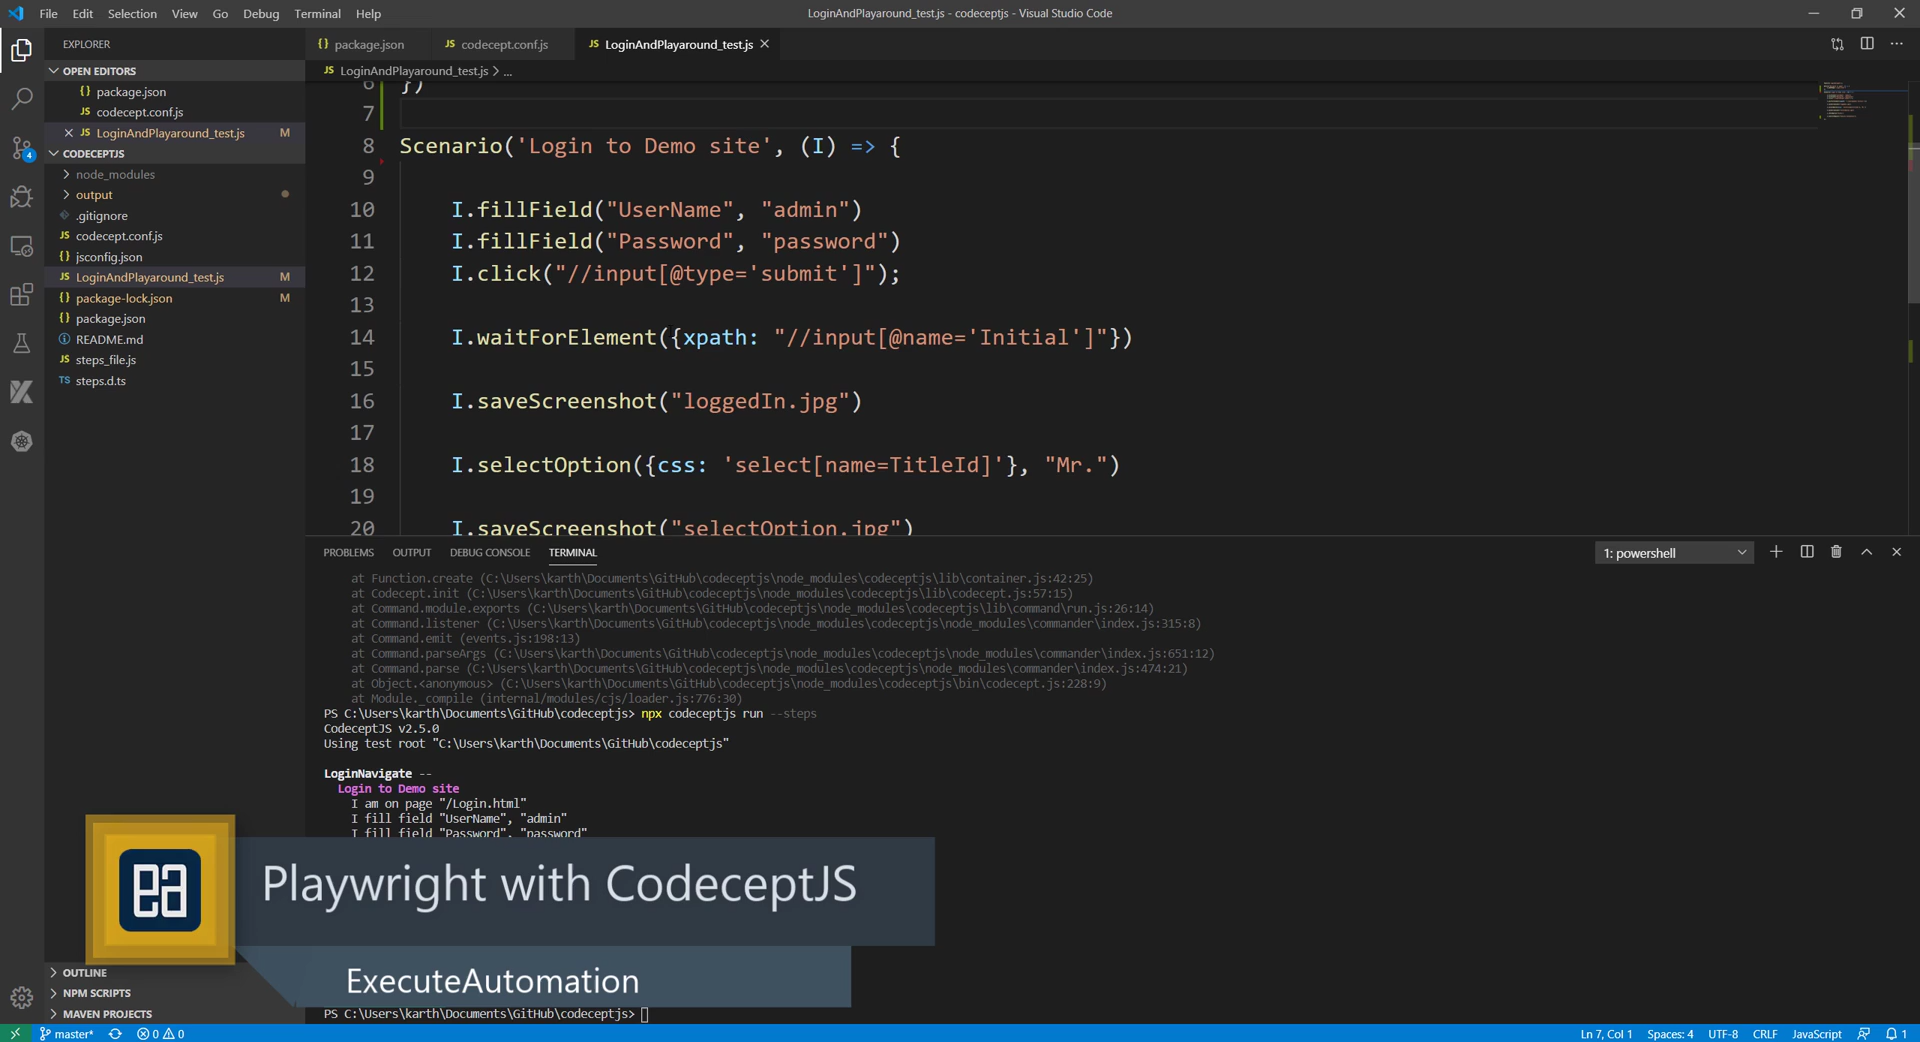 File Edit Selection View Go Debug Terminal Help
LoginAndPlayaround_test.js - codeceptjs - Visual Studio Code
EXPLORER
OPEN EDITORS
{} package.json
JS codecept.conf.js
JS LoginAndPlayaround_test.js M
CODECEPTJS
node_modules
output
.gitignore
JS codecept.conf.js
{} jsconfig.json
JS LoginAndPlayaround_test.js M
{} package-lock.json M
{} package.json
README.md
JS steps_file.js
TS steps.d.ts
OUTLINE
NPM SCRIPTS
MAVEN PROJECTS
4
{} package.json JS codecept.conf.js JS LoginAndPlayaround_test.js
JS LoginAndPlayaround_test.js > ...
6 })
7
8 Scenario('Login to Demo site', (I) => {
9
10 I.fillField("UserName", "admin")
11 I.fillField("Password", "password")
12 I.click("//input[@type='submit']");
13
14 I.waitForElement({xpath: "//input[@name='Initial']"})
15
16 I.saveScreenshot("loggedIn.jpg")
17
18 I.selectOption({css: 'select[name=TitleId]'}, "Mr.")
19
20 I.saveScreenshot("selectOption.jpg")
PROBLEMS OUTPUT DEBUG CONSOLE TERMINAL
1: powershell
at Function.create (C:\Users\karth\Documents\GitHub\codeceptjs\node_modules\codeceptjs\lib\container.js:42:25)
at Codecept.init (C:\Users\karth\Documents\GitHub\codeceptjs\node_modules\codeceptjs\lib\codecept.js:57:15)
at Command.module.exports (C:\Users\karth\Documents\GitHub\codeceptjs\node_modules\codeceptjs\lib\command\run.js:26:14)
at Command.listener (C:\Users\karth\Documents\GitHub\codeceptjs\node_modules\codeceptjs\node_modules\commander\index.js:315:8)
at Command.emit (events.js:198:13)
at Command.parseArgs (C:\Users\karth\Documents\GitHub\codeceptjs\node_modules\codeceptjs\node_modules\commander\index.js:651:12)
at Command.parse (C:\Users\karth\Documents\GitHub\codeceptjs\node_modules\codeceptjs\node_modules\commander\index.js:474:21)
at Object.<anonymous> (C:\Users\karth\Documents\GitHub\codeceptjs\node_modules\codeceptjs\bin\codecept.js:228:9)
at Module._compile (internal/modules/cjs/loader.js:776:30)
PS C:\Users\karth\Documents\GitHub\codeceptjs> npx codeceptjs run --steps
CodeceptJS v2.5.0
Using test root "C:\Users\karth\Documents\GitHub\codeceptjs"
LoginNavigate --
Login to Demo site
I am on page "/Login.html"
I fill field "UserName", "admin"
I fill field "Password", "password"
ea
Playwright with CodeceptJS
ExecuteAutomation
PS C:\Users\karth\Documents\GitHub\codeceptjs>
master* 0 0
Ln 7, Col 1 Spaces: 4 UTF-8 CRLF JavaScript 1